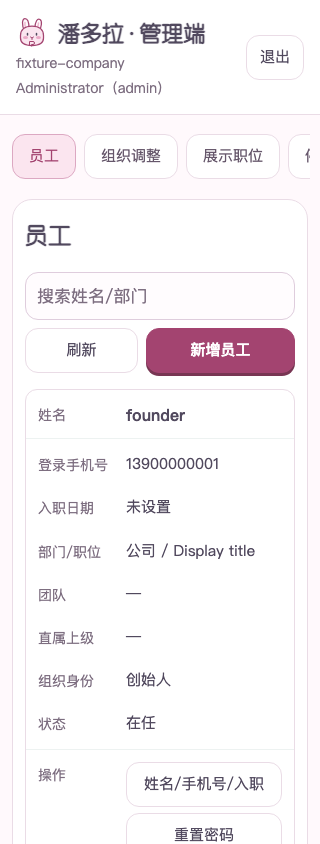 潘多拉·管理端
fixture-company
Administrator（admin）
退出
员工
组织调整
展示职位
员工
搜索姓名/部门
刷新
新增员工
姓名
founder
登录手机号
13900000001
入职日期
未设置
部门/职位
公司 / Display title
团队
—
直属上级
—
组织身份
创始人
状态
在任
操作
姓名/手机号/入职
重置密码